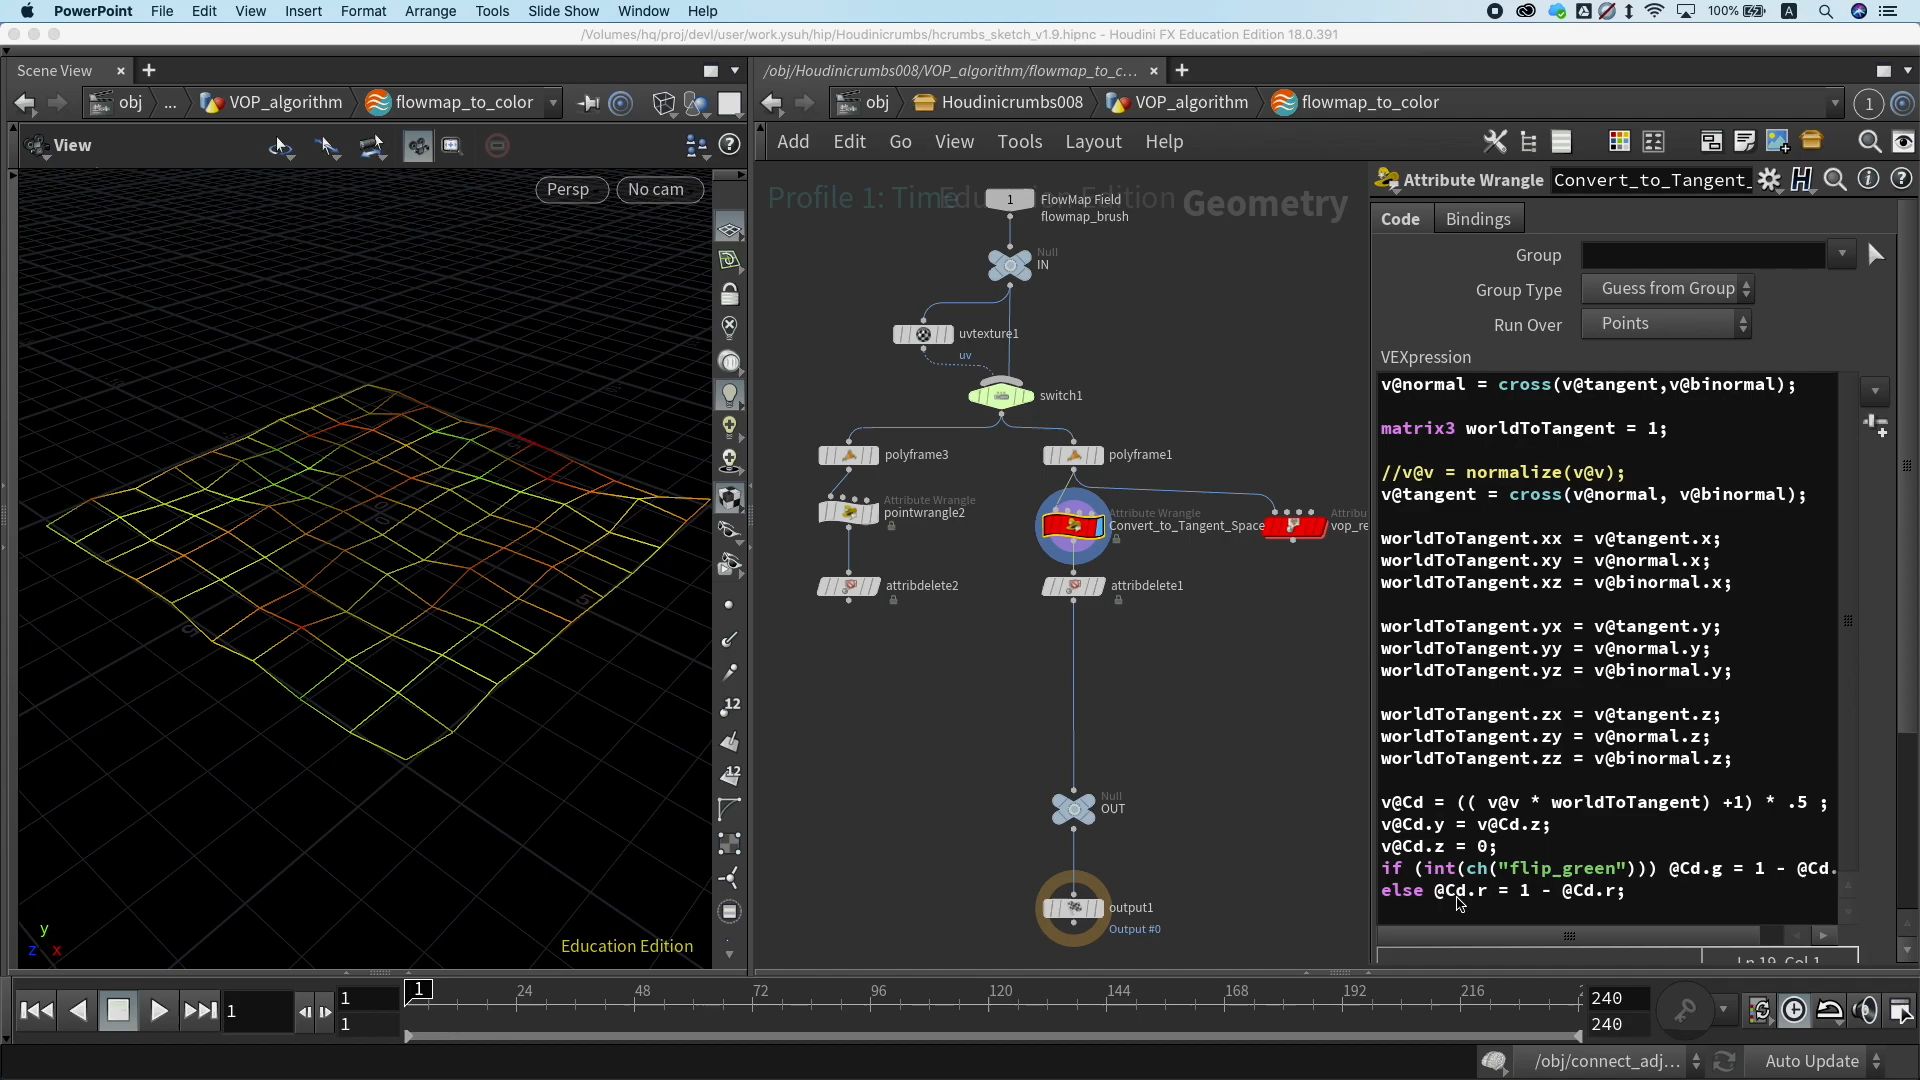 PowerPoint File Edit View Insert Format Arrange Tools Slide Show Window Help 100% A
/Volumes/hq/proj/devl/user/work.ysuh/hip/Houdinicrumbs/hcrumbs_sketch_v1.9.hipnc - Houdini FX Education Edition 18.0.391
Scene View × +
/obj/Houdinicrumbs008/VOP_algorithm/flowmap_to_c... × +
obj ... VOP_algorithm flowmap_to_color
obj Houdinicrumbs008 VOP_algorithm flowmap_to_color 1
View
Add Edit Go View Tools Layout Help
Persp No cam
Attribute Wrangle Convert_to_Tangent_
Profile 1: Time
Geometry
1 FlowMap Field
flowmap_brush
Null
IN
uvtexture1
uv
switch1
polyframe3
polyframe1
Attribute Wrangle
pointwrangle2
Attribute Wrangle
Convert_to_Tangent_Space
Attribu
vop_re
attribdelete2
attribdelete1
Null
OUT
output1
Output #0
Code Bindings
Group
Group Type Guess from Group
Run Over Points
VEXpression
v@normal = cross(v@tangent,v@binormal);
matrix3 worldToTangent = 1;
//v@v = normalize(v@v);
v@tangent = cross(v@normal, v@binormal);
worldToTangent.xx = v@tangent.x;
worldToTangent.xy = v@normal.x;
worldToTangent.xz = v@binormal.x;
worldToTangent.yx = v@tangent.y;
worldToTangent.yy = v@normal.y;
worldToTangent.yz = v@binormal.y;
worldToTangent.zx = v@tangent.z;
worldToTangent.zy = v@normal.z;
worldToTangent.zz = v@binormal.z;
v@Cd = (( v@v * worldToTangent) +1) * .5 ;
v@Cd.y = v@Cd.z;
v@Cd.z = 0;
if (int(ch("flip_green"))) @Cd.g = 1 - @Cd.
else @Cd.r = 1 - @Cd.r;
12
12
y
z x
Education Edition
1 1 1 1 24 48 72 96 120 144 168 192 216 240
240
/obj/connect_adj... Auto Update